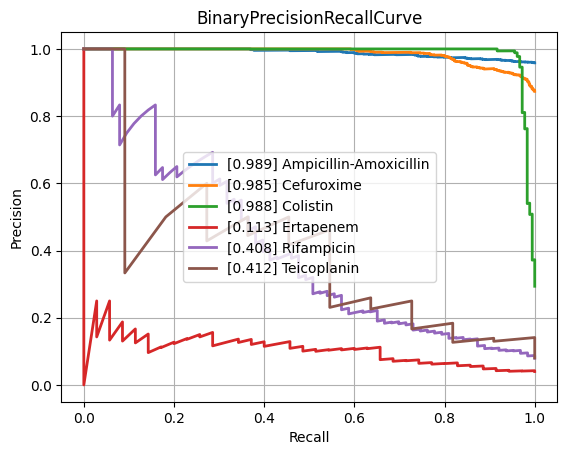 BinaryPrecisionRecallCurve
1.0
0.8
0.6
0.4
0.2
0.0
Precision
[0.989] Ampicillin-Amoxicillin
[0.985] Cefuroxime
[0.988] Colistin
[0.113] Ertapenem
[0.408] Rifampicin
[0.412] Teicoplanin
0.0 0.2 0.4 0.6 0.8 1.0
Recall